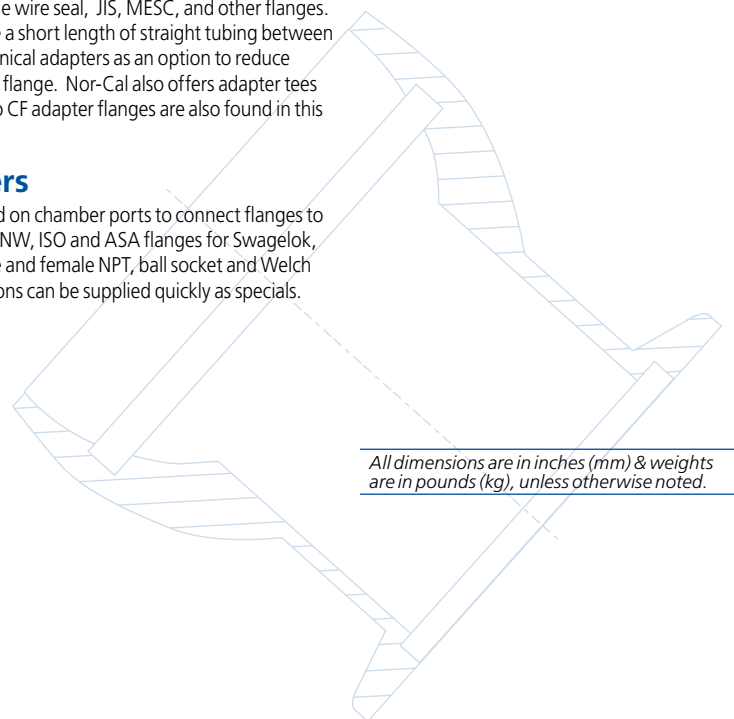 e wire seal, JIS, MESC, and other flanges.
a short length of straight tubing between
nical adapters as an option to reduce
flange. Nor-Cal also offers adapter tees
CF adapter flanges are also found in this
ers
d on chamber ports to connect flanges to
NW, ISO and ASA flanges for Swagelok,
and female NPT, ball socket and Welch
ons can be supplied quickly as specials.
All dimensions are in inches (mm) & weights
are in pounds (kg), unless otherwise noted.